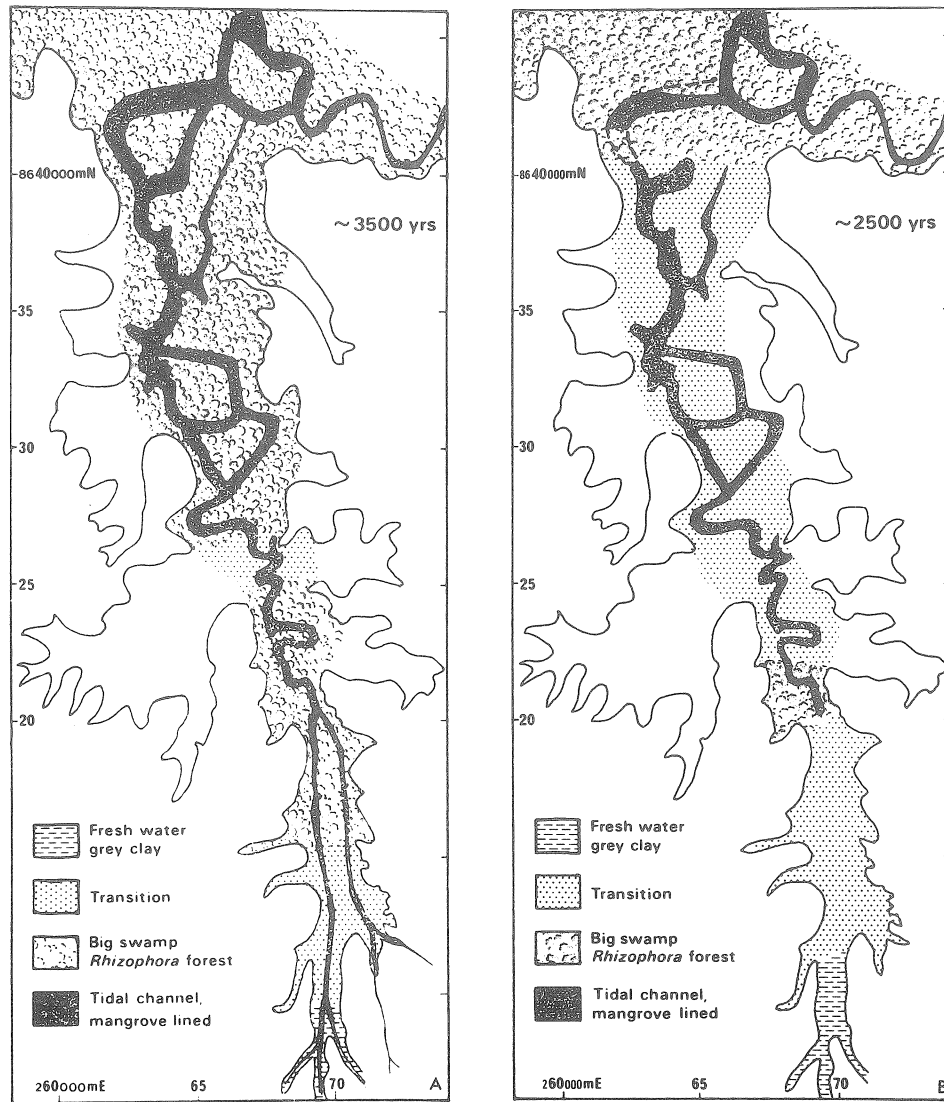 8640000mN
~3500 yrs
35
30
25
20
Fresh water
grey clay
Transition
Big swamp
Rhizophora forest
Tidal channel,
mangrove lined
260000mE 65 70 A
8640000mN
~2500 yrs
35
30
25
20
Fresh water
grey clay
Transition
Big swamp
Rhizophora forest
Tidal channel,
mangrove lined
260000mE 65 70 B